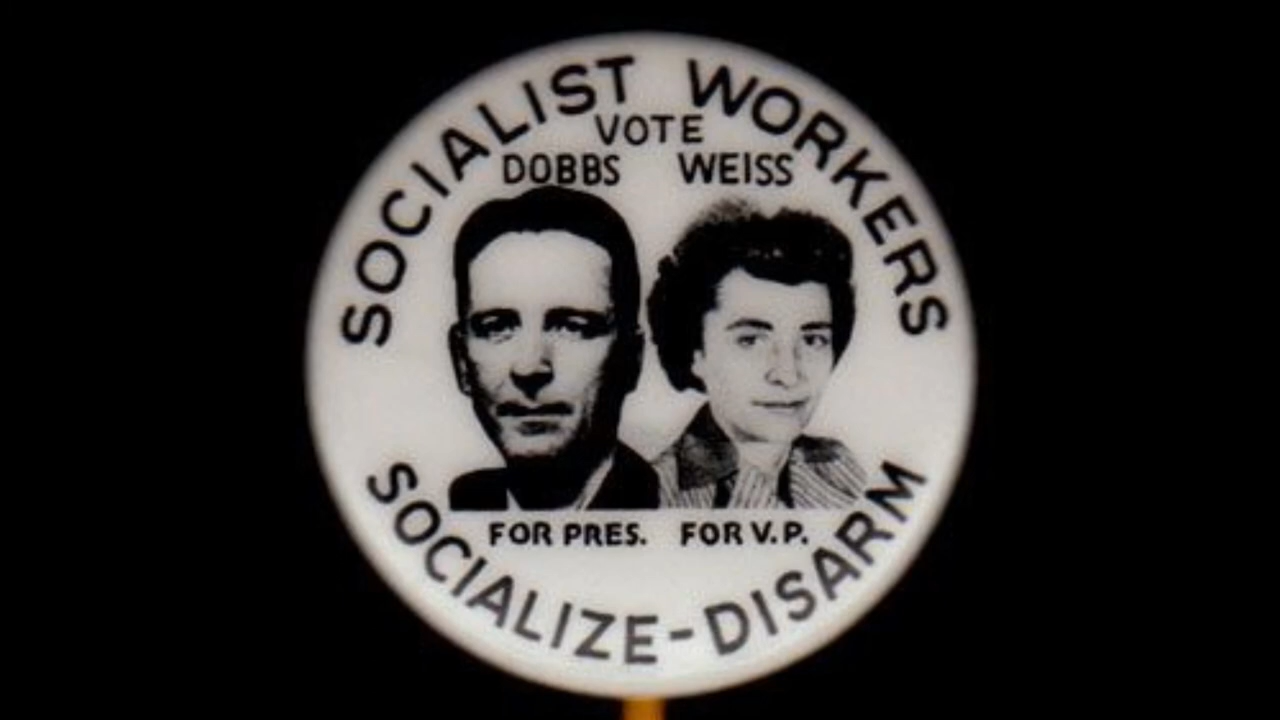 SOCIALIST WORKERS
VOTE
DOBBS WEISS
FOR PRES. FOR V.P.
SOCIALIZE-DISARM